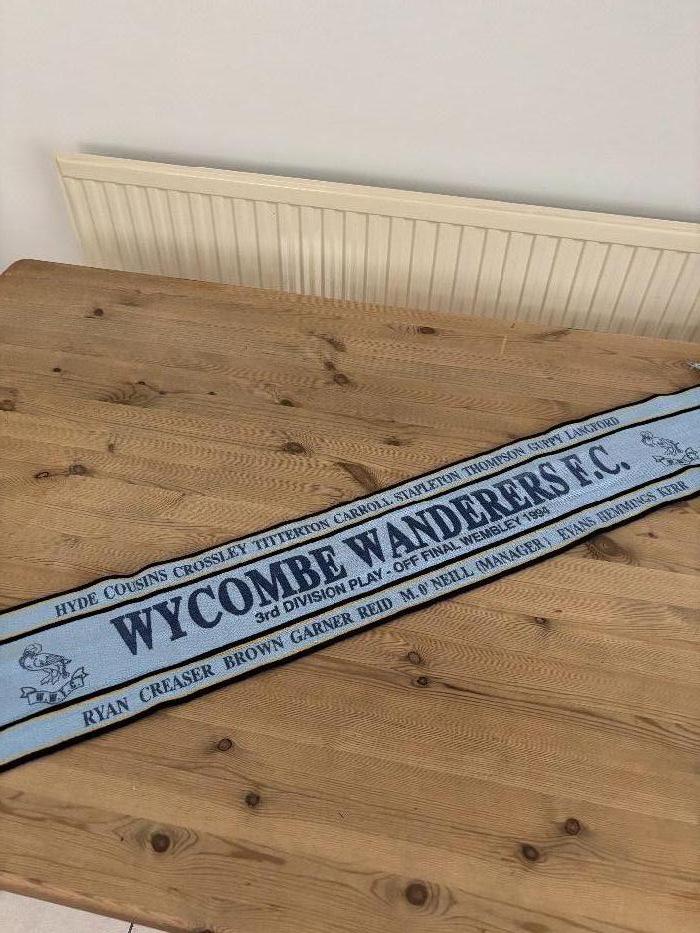 HYDE COUSINS CROSSLEY TITTERTON CARROLL STAPLETON THOMPSON GUPPY LANGFORD
WYCOMBE WANDERERS F.C.
3rd DIVISION PLAY - OFF FINAL WEMBLEY 1994
RYAN CREASER BROWN GARNER REID M. O'NEILL (MANAGER) EVANS HEMMINGS KERR
W.W.F.C.